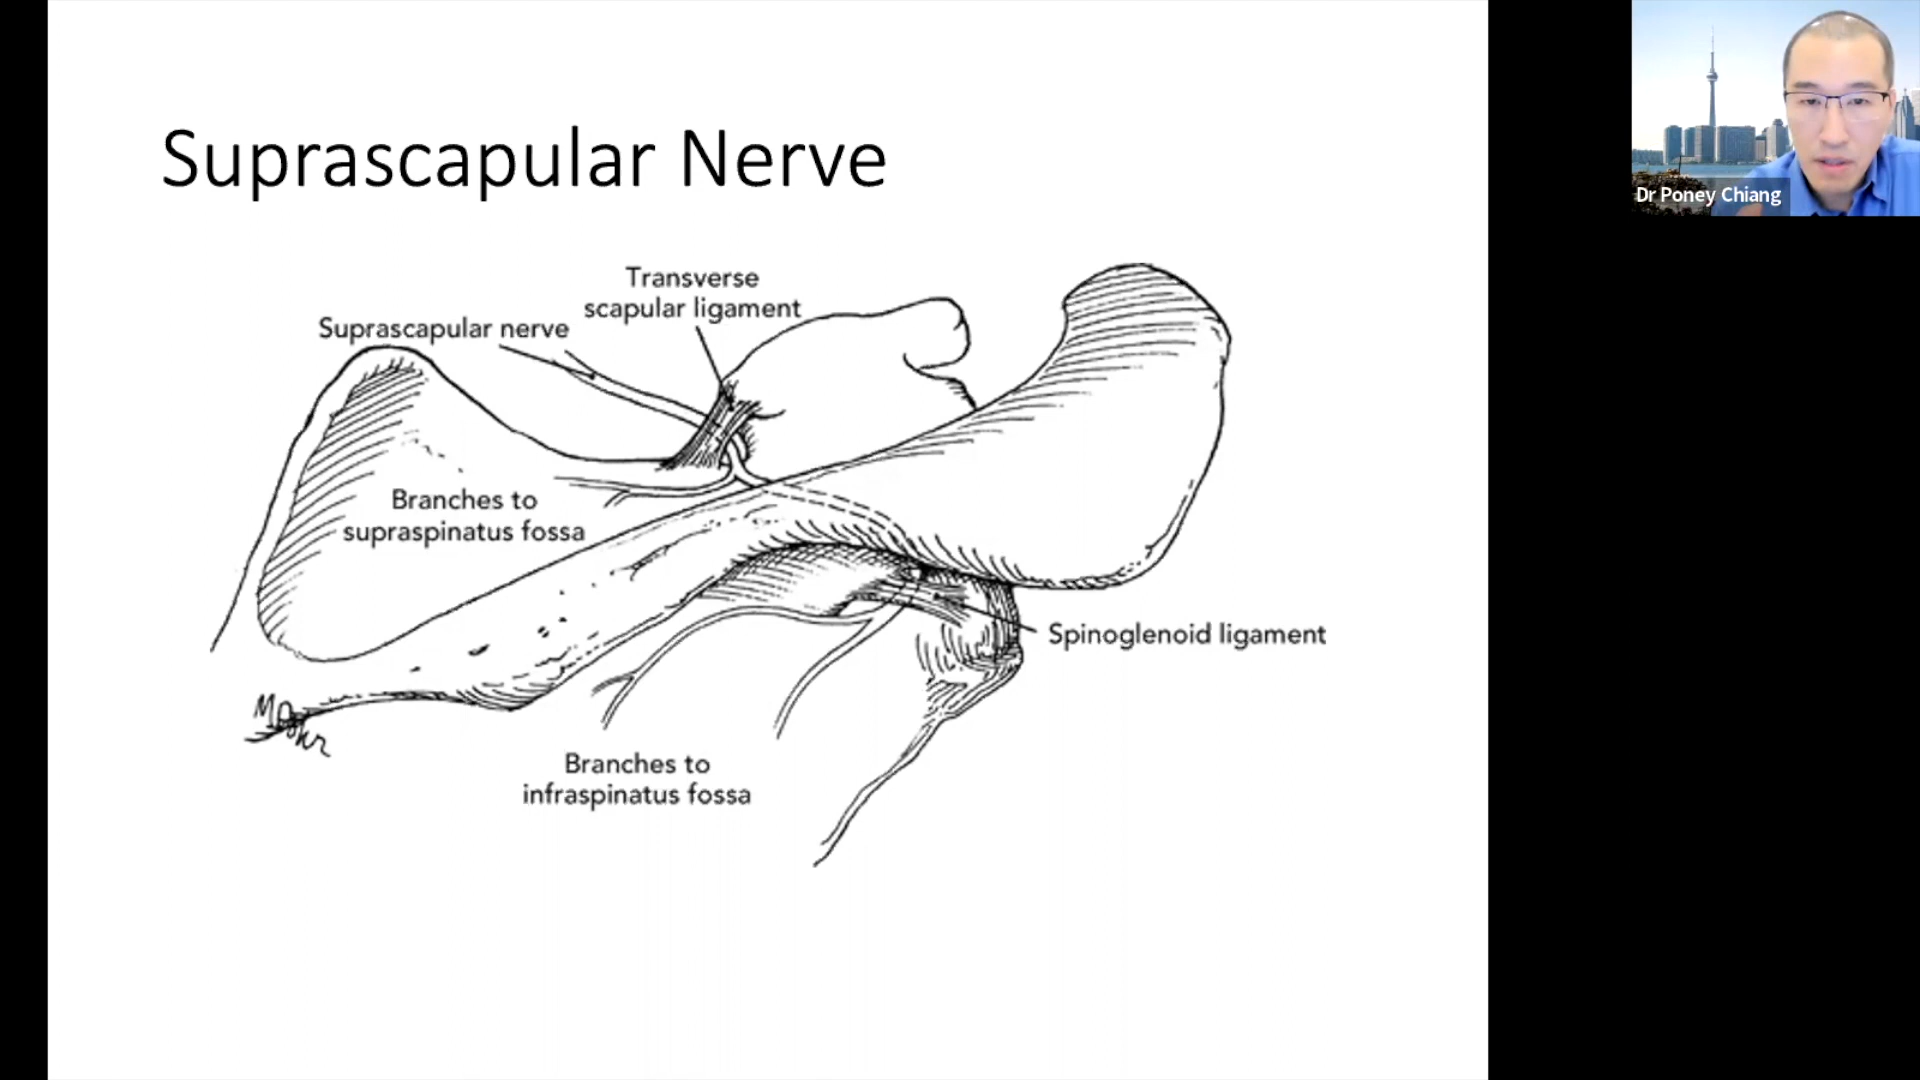 Suprascapular Nerve
Transverse
scapular ligament
Suprascapular nerve
Branches to
supraspinatus fossa
Spinoglenoid ligament
Branches to
infraspinatus fossa
Dr Poney Chiang